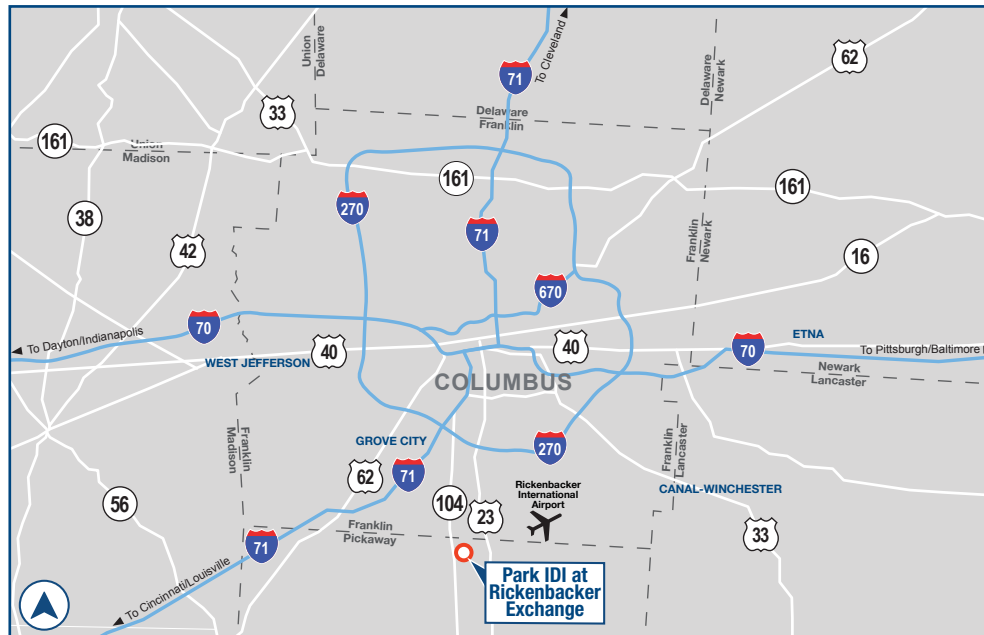 Union
Delaware
71
To Cleveland
62
Delaware
Newark
33
Delaware
Franklin
161
Union
Madison
161
161
270
38
71
42
Franklin
Newark
16
670
To Dayton/Indianapolis
70
40
WEST JEFFERSON
40
ETNA
70
To Pittsburgh/Baltimore
Newark
Lancaster
COLUMBUS
GROVE CITY
270
Franklin
Madison
Franklin
Lancaster
62
71
CANAL-WINCHESTER
Rickenbacker
International
Airport
56
104
23
33
Franklin
Pickaway
71
Park IDI at
Rickenbacker
Exchange
To Cincinnati/Louisville